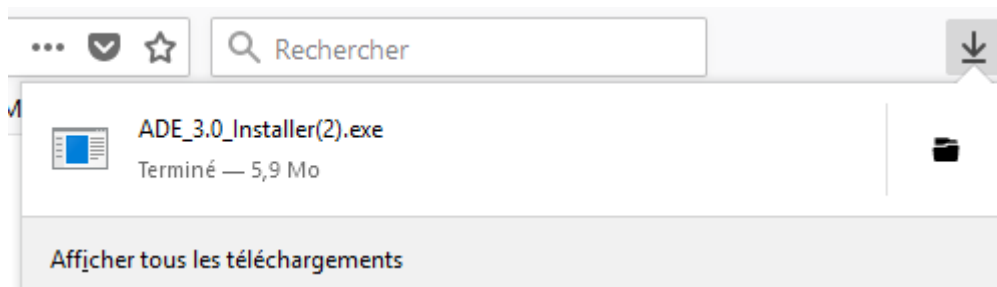 Rechercher
M
ADE_3.0_Installer(2).exe
Terminé — 5,9 Mo
Afficher tous les téléchargements